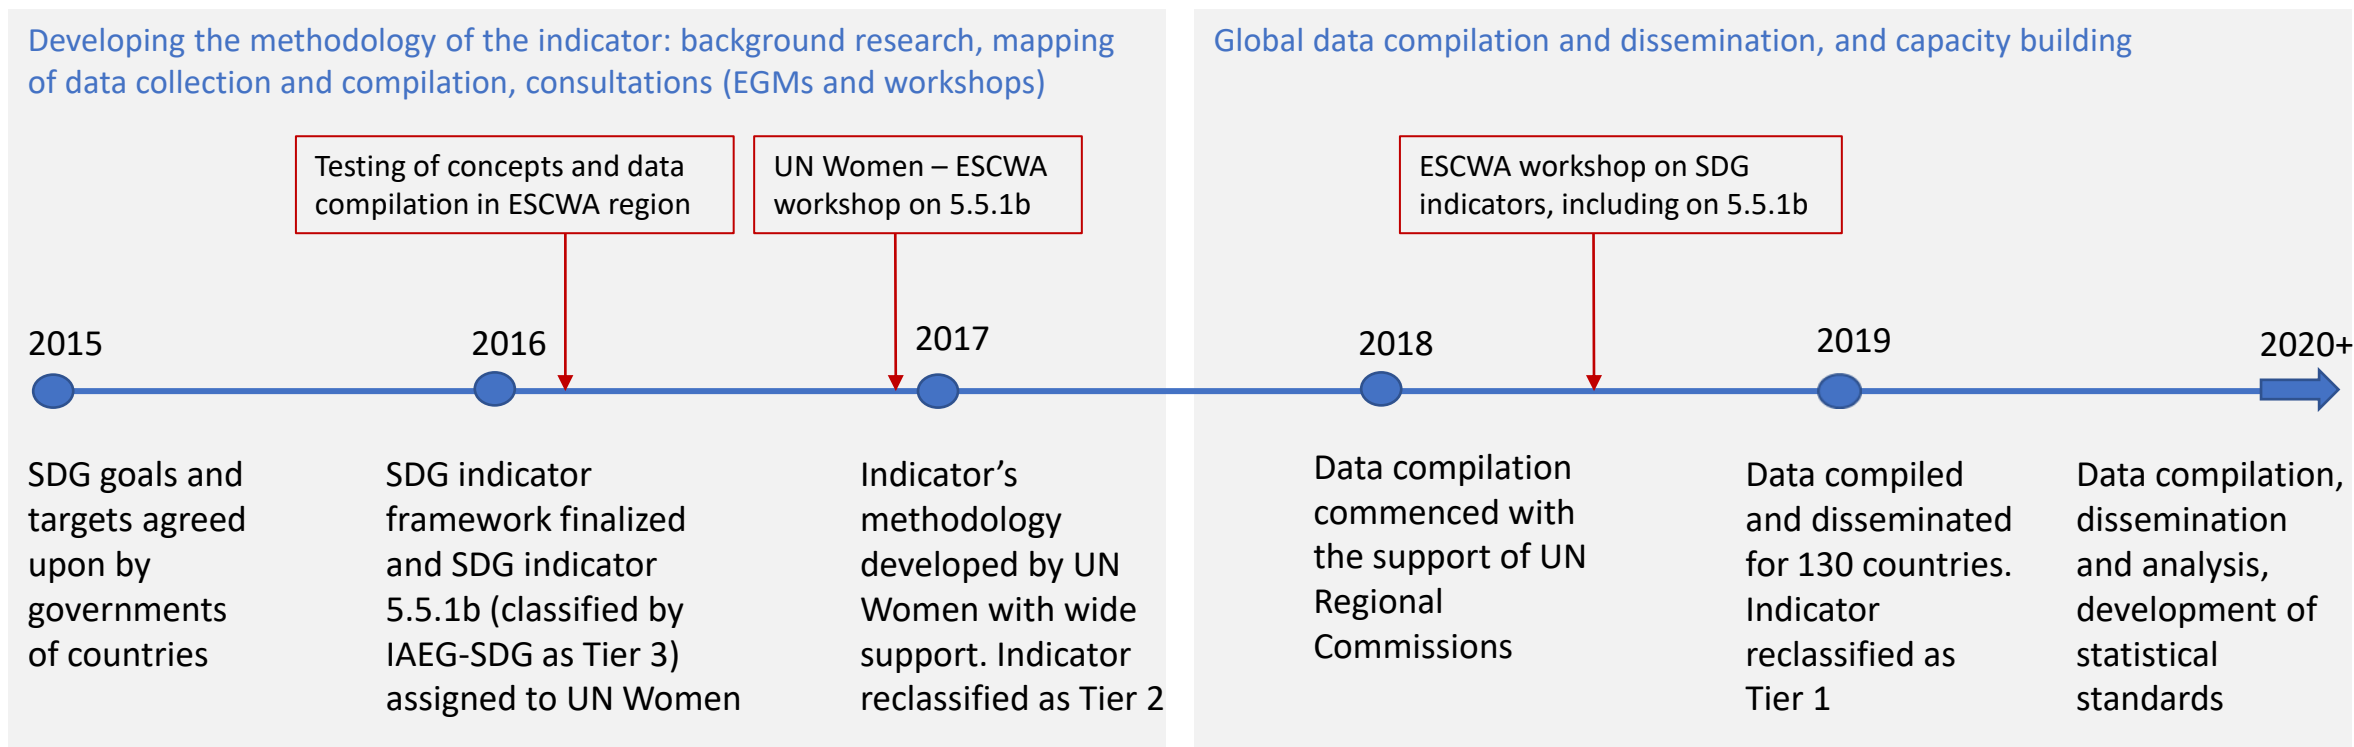 Developing the methodology of the indicator: background research, mapping
of data collection and compilation, consultations (EGMs and workshops)
Testing of concepts and data
compilation in ESCWA region
UN Women – ESCWA
workshop on 5.5.1b
2015
2016
2017
SDG goals and
targets agreed
upon by
governments
of countries
SDG indicator
framework finalized
and SDG indicator
5.5.1b (classified by
IAEG-SDG as Tier 3)
assigned to UN Women
Indicator’s
methodology
developed by UN
Women with wide
support. Indicator
reclassified as Tier 2
Global data compilation and dissemination, and capacity building
ESCWA workshop on SDG
indicators, including on 5.5.1b
2018
2019
2020+
Data compilation
commenced with
the support of UN
Regional
Commissions
Data compiled
and disseminated
for 130 countries.
Indicator
reclassified as
Tier 1
Data compilation,
dissemination
and analysis,
development of
statistical
standards